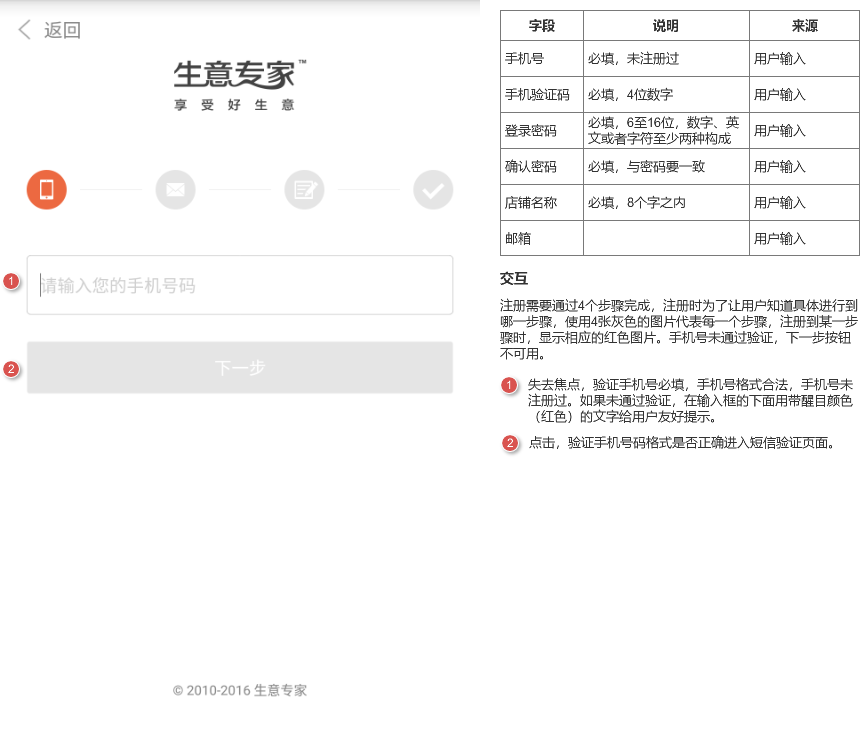 返回
生意专家™
享受好生意
1
请输入您的手机号码
2
下一步
© 2010-2016 生意专家
字段 说明 来源
手机号 必填，未注册过 用户输入
手机验证码 必填，4位数字 用户输入
登录密码 必填，6至16位，数字、英文或者字符至少两种构成 用户输入
确认密码 必填，与密码要一致 用户输入
店铺名称 必填，8个字之内 用户输入
邮箱 用户输入
交互
注册需要通过4个步骤完成，注册时为了让用户知道具体进行到
哪一步骤，使用4张灰色的图片代表每一个步骤，注册到某一步
骤时，显示相应的红色图片。手机号未通过验证，下一步按钮
不可用。
1 失去焦点，验证手机号必填，手机号格式合法，手机号未
注册过。如果未通过验证，在输入框的下面用带醒目颜色
（红色）的文字给用户友好提示。
2 点击，验证手机号码格式是否正确进入短信验证页面。